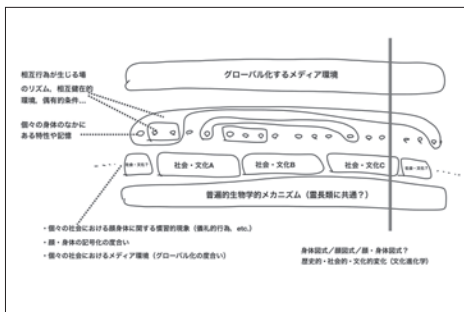 グローバル化するメディア環境
相互行為が生じる場
のリズム，相互健在的
環境，偶有的条件...
個々の身体のなかに
ある特性や記憶
社会・文化A
社会・文化B
社会・文化C
普遍的生物学的メカニズム（霊長類に共通？）
・個々の社会における顔身体に関する慣習的現象（儀礼的行為，etc.）
・顔・身体の記号化の度合い
・個々の社会におけるメディア環境（グローバル化の度合い）
身体図式／顔図式／顔・身体図式？
歴史的・社会的・文化的変化（文化進化学）